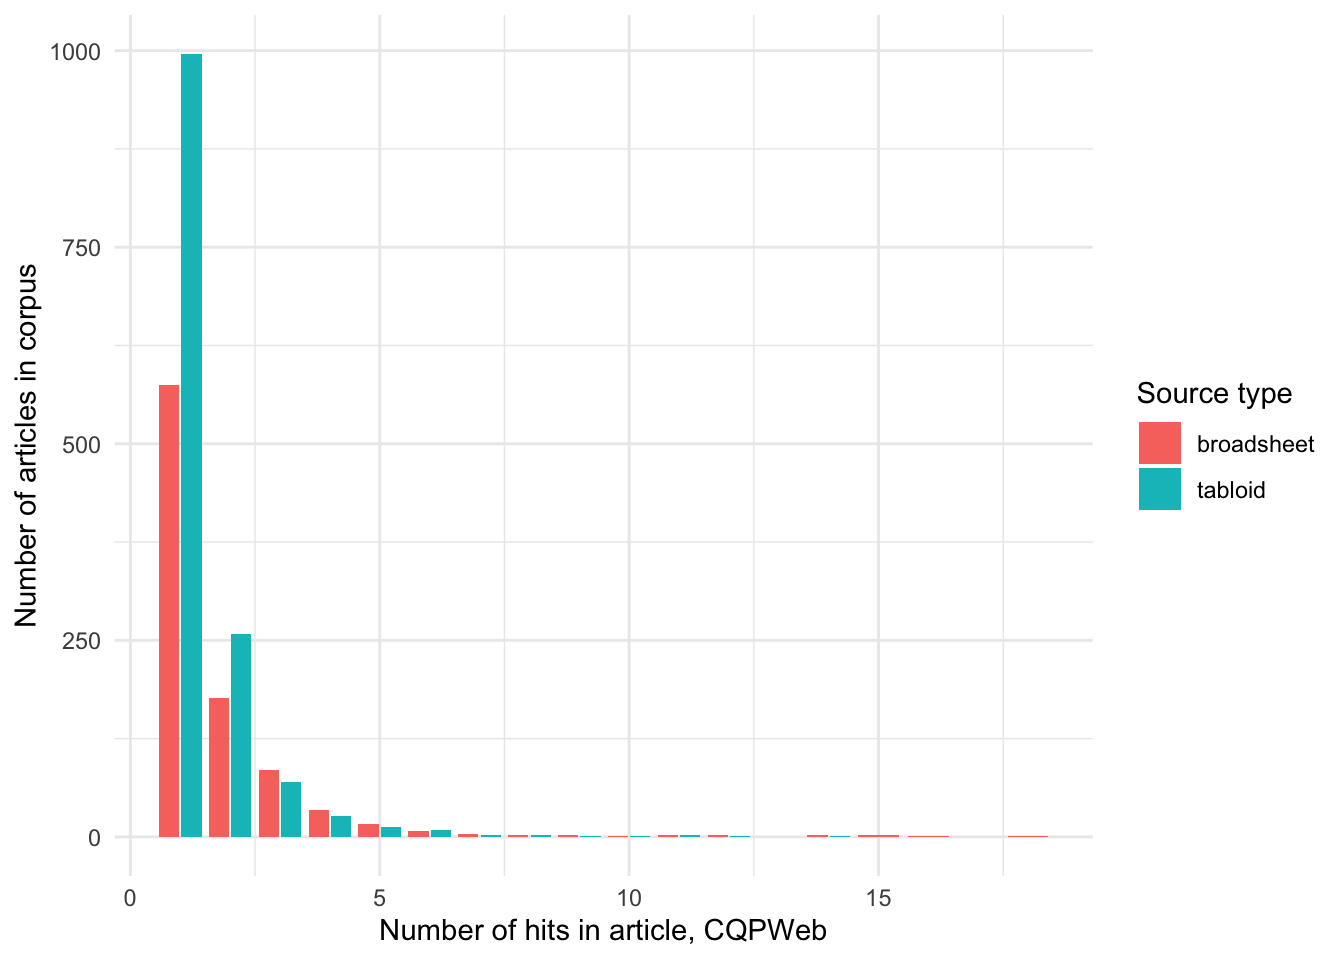 1000
750
500
250
0
Number of articles in corpus
0 5 10 15
Number of hits in article, CQPWeb
Source type
broadsheet
tabloid